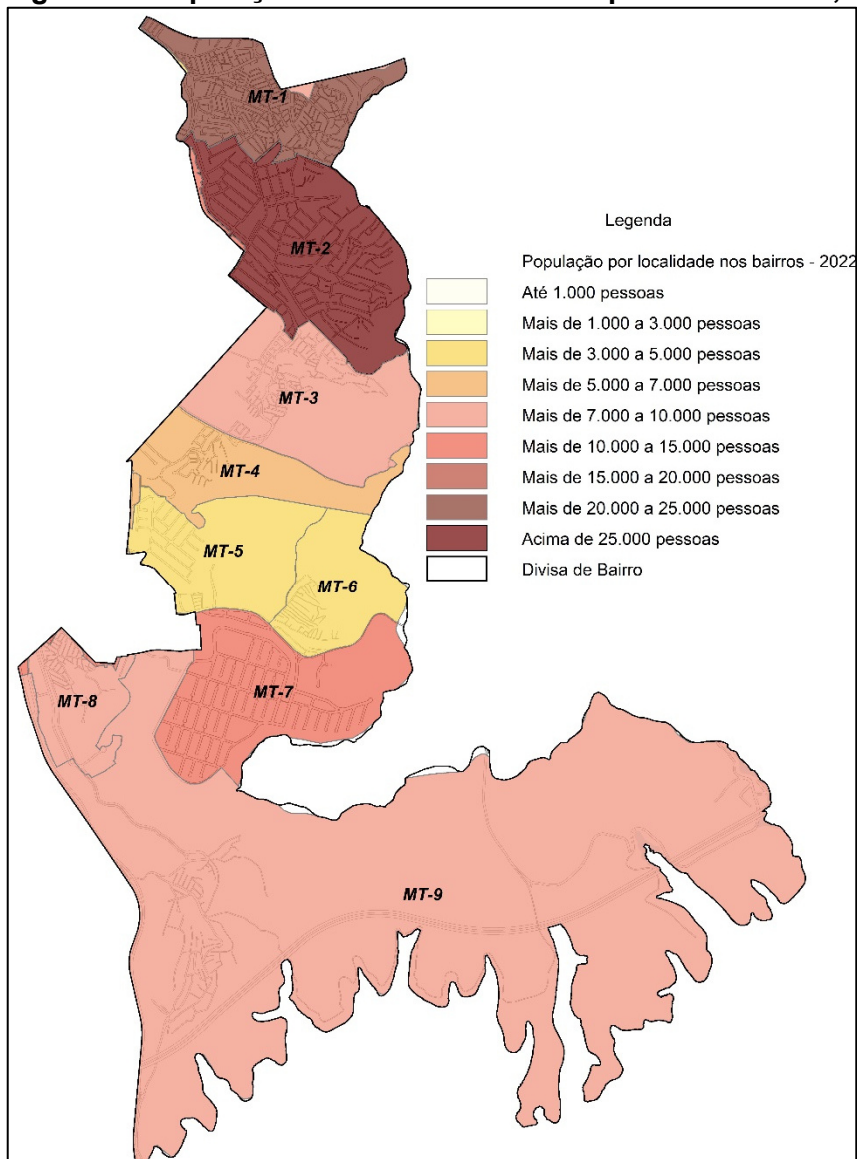 MT-1
MT-2
MT-3
MT-4
MT-5
MT-6
MT-7
MT-8
MT-9
Legenda
População por localidade nos bairros - 2022
Até 1.000 pessoas
Mais de 1.000 a 3.000 pessoas
Mais de 3.000 a 5.000 pessoas
Mais de 5.000 a 7.000 pessoas
Mais de 7.000 a 10.000 pessoas
Mais de 10.000 a 15.000 pessoas
Mais de 15.000 a 20.000 pessoas
Mais de 20.000 a 25.000 pessoas
Acima de 25.000 pessoas
Divisa de Bairro